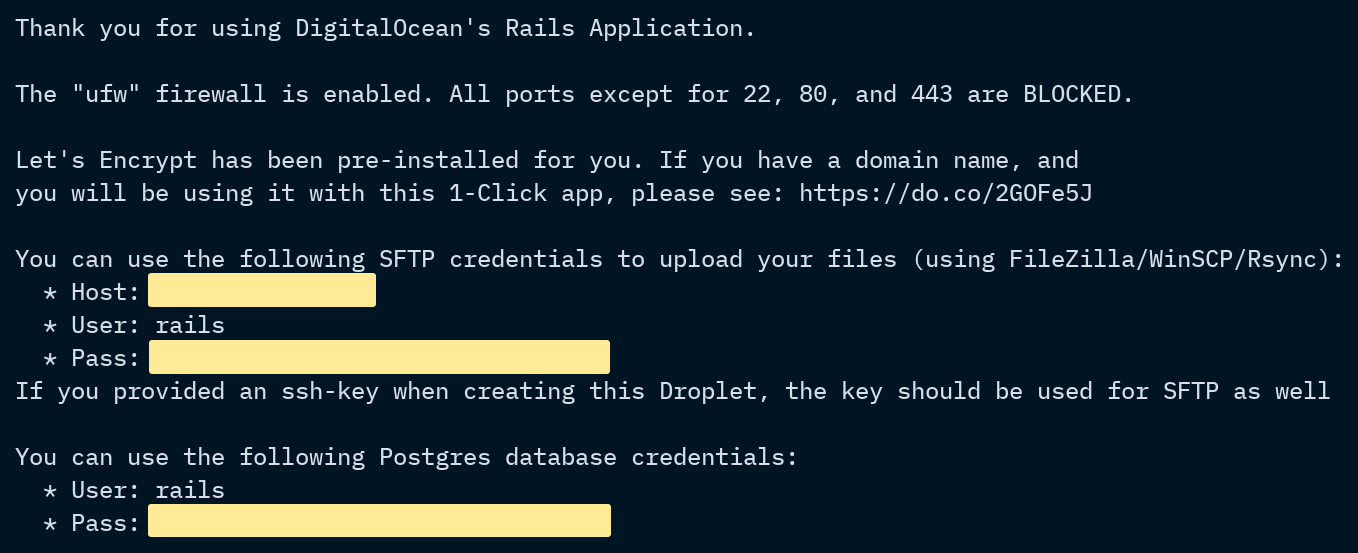 Thank you for using DigitalOcean's Rails Application.
The "ufw" firewall is enabled. All ports except for 22, 80, and 443 are BLOCKED.
Let's Encrypt has been pre-installed for you. If you have a domain name, and
you will be using it with this 1-Click app, please see: https://do.co/2GOFe5J
You can use the following SFTP credentials to upload your files (using FileZilla/WinSCP/Rsync):
* Host:
* User: rails
* Pass:
If you provided an ssh-key when creating this Droplet, the key should be used for SFTP as well
You can use the following Postgres database credentials:
* User: rails
* Pass: